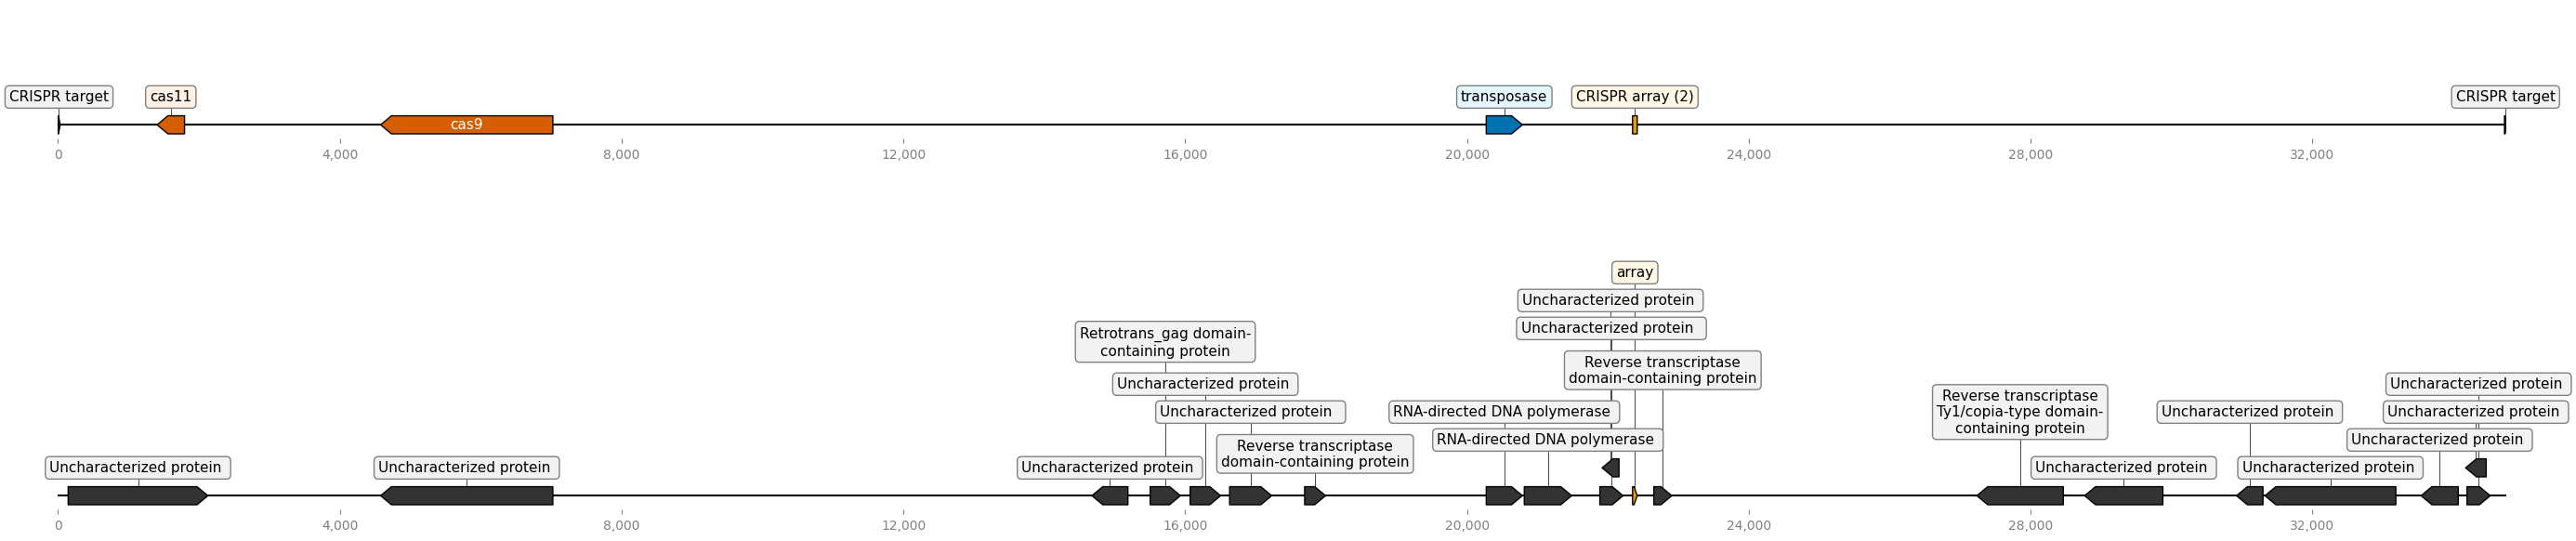 CRISPR target
cas11
transposase
CRISPR array (2)
CRISPR target
cas9
0
4,000
8,000
12,000
16,000
20,000
24,000
28,000
32,000
array
Uncharacterized protein
Uncharacterized protein
Retrotrans_gag domain-
containing protein
Reverse transcriptase
domain-containing protein
Uncharacterized protein
Uncharacterized protein
Reverse transcriptase
Ty1/copia-type domain-
containing protein
Uncharacterized protein
RNA-directed DNA polymerase
Uncharacterized protein
Uncharacterized protein
Reverse transcriptase
domain-containing protein
RNA-directed DNA polymerase
Uncharacterized protein
Uncharacterized protein
Uncharacterized protein
Uncharacterized protein
Uncharacterized protein
Uncharacterized protein
0
4,000
8,000
12,000
16,000
20,000
24,000
28,000
32,000